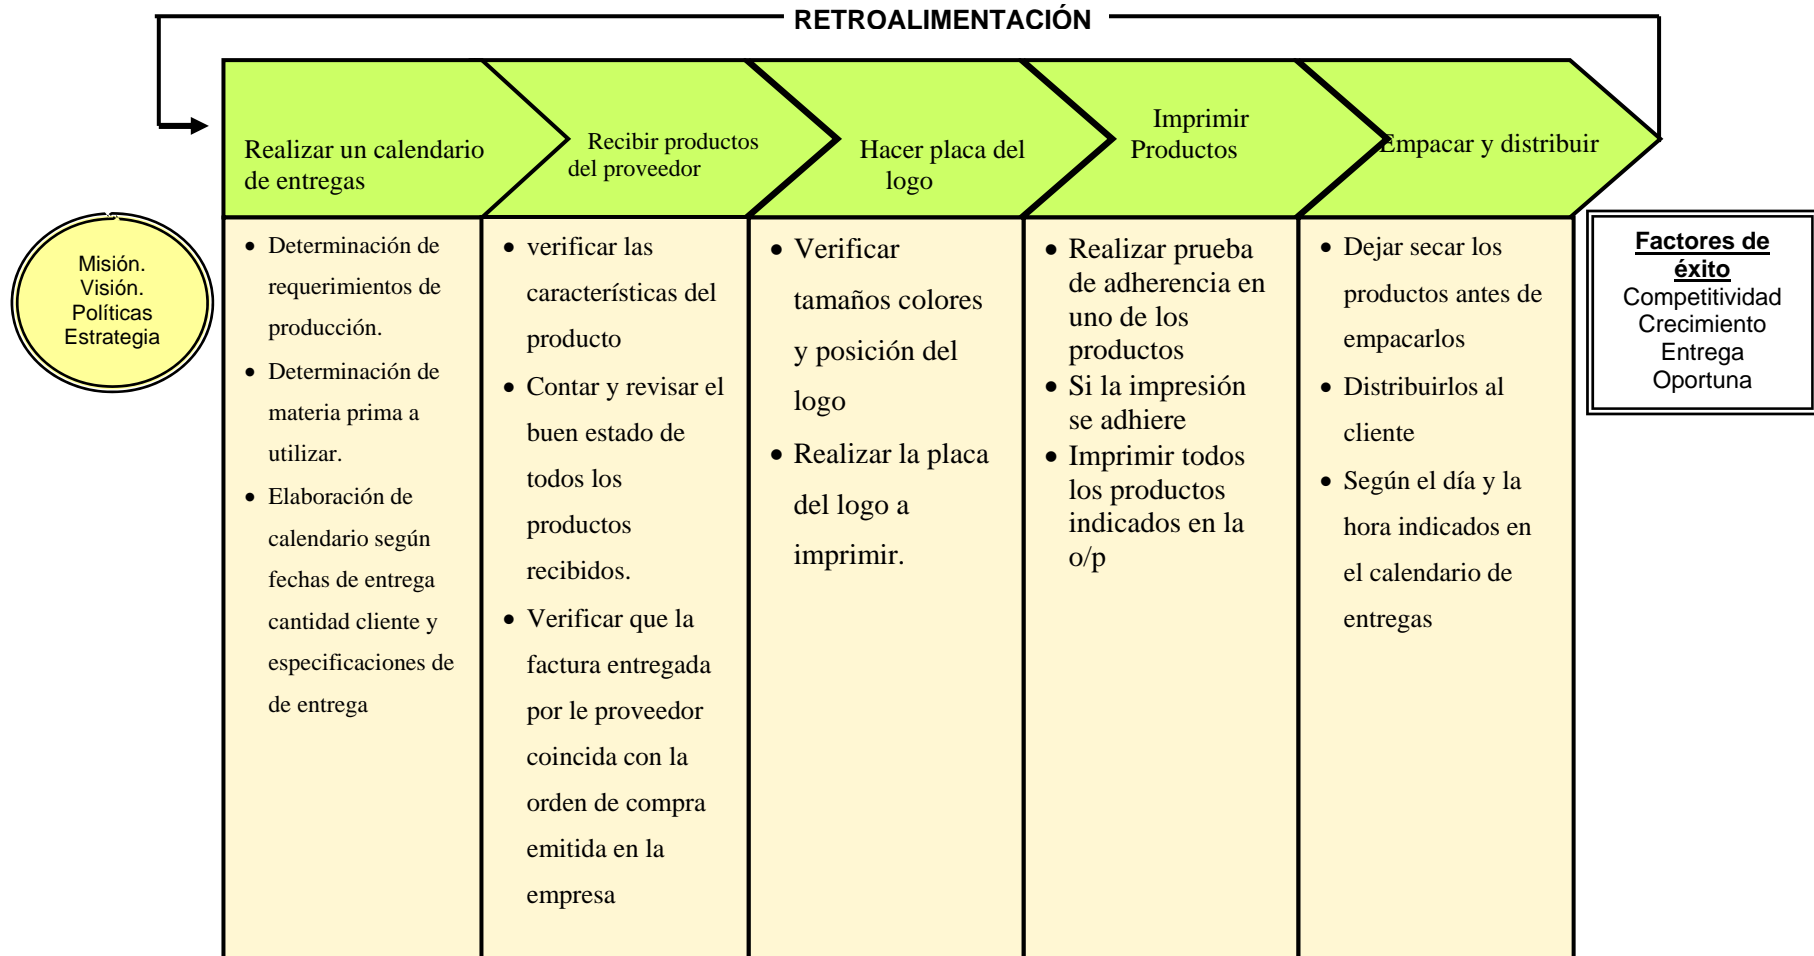 RETROALIMENTACIÓN
Realizar un calendario
de entregas
Recibir productos
del proveedor
Hacer placa del
logo
Imprimir
Productos
Empacar y distribuir
Misión.
Visión.
Políticas
Estrategia
• Determinación de
requerimientos de
producción.
• Determinación de
materia prima a
utilizar.
• Elaboración de
calendario según
fechas de entrega
cantidad cliente y
especificaciones de
de entrega
• verificar las
características del
producto
• Contar y revisar el
buen estado de
todos los
productos
recibidos.
• Verificar que la
factura entregada
por le proveedor
coincida con la
orden de compra
emitida en la
empresa
• Verificar
tamaños colores
y posición del
logo
• Realizar la placa
del logo a
imprimir.
• Realizar prueba
de adherencia en
uno de los
productos
• Si la impresión
se adhiere
• Imprimir todos
los productos
indicados en la
o/p
• Dejar secar los
productos antes de
empacarlos
• Distribuirlos al
cliente
• Según el día y la
hora indicados en
el calendario de
entregas
Factores de
éxito
Competitividad
Crecimiento
Entrega
Oportuna